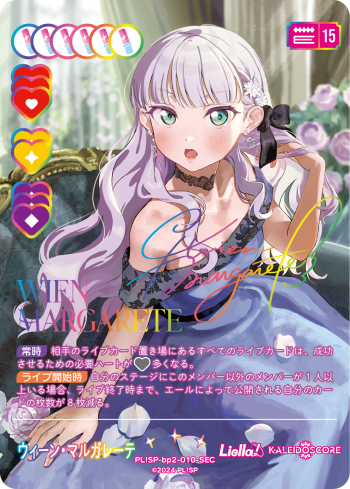 15
Wien Margarete
WIEN
MARGARETE
常時 相手のライブカード置き場にあるすべてのライブカードは、成功
させるための必要ハートが多くなる。
ライブ開始時 自分のステージにこのメンバー以外のメンバーが1人以
上いる場合、ライブ終了時まで、エールによって公開される自分のカー
ドの枚数が8枚減る。
ウィーン・マルガレーテ
PL!SP-bp2-010-SEC
©2024 PL!SP
Liella!
KALEIDOSCORE